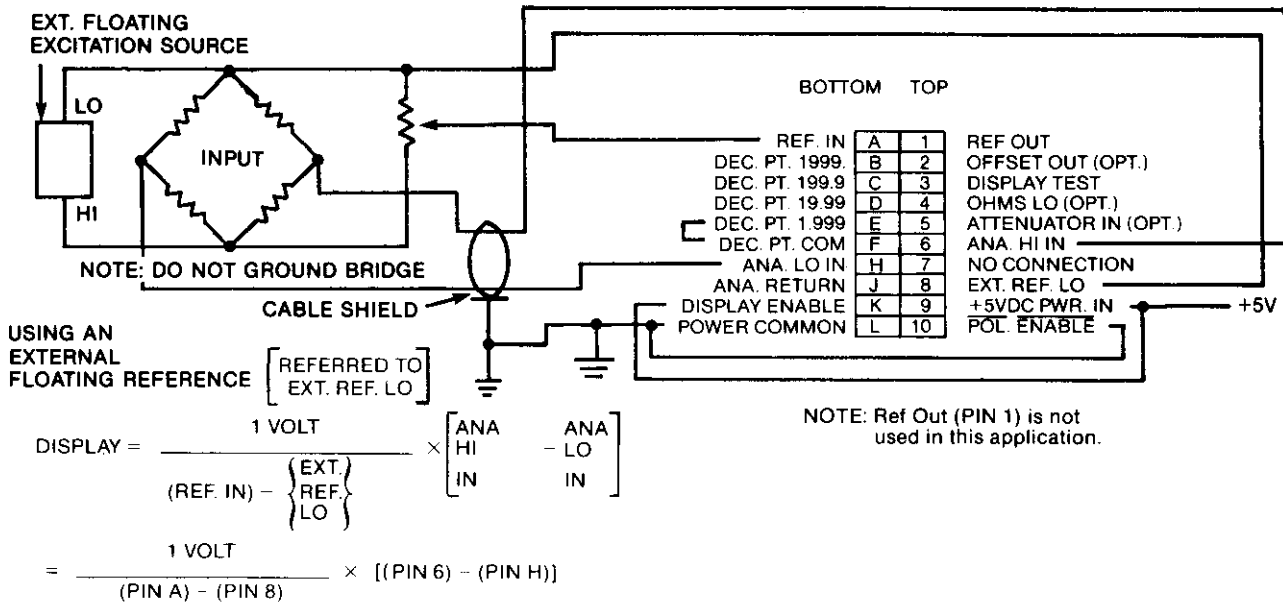 EXT. FLOATING
EXCITATION SOURCE
LO
INPUT
HI
NOTE: DO NOT GROUND BRIDGE
CABLE SHIELD
BOTTOM TOP
REF. IN A 1 REF OUT
DEC. PT. 1999. B 2 OFFSET OUT (OPT.)
DEC. PT. 199.9 C 3 DISPLAY TEST
DEC. PT. 19.99 D 4 OHMS LO (OPT.)
DEC. PT. 1.999 E 5 ATTENUATOR IN (OPT.)
DEC. PT. COM F 6 ANA. HI IN
ANA. LO IN H 7 NO CONNECTION
ANA. RETURN J 8 EXT. REF. LO
DISPLAY ENABLE K 9 +5VDC PWR. IN
POWER COMMON L 10 POL. ENABLE
+5V
USING AN
EXTERNAL
FLOATING REFERENCE
[REFERRED TO
EXT. REF. LO]
NOTE: Ref Out (PIN 1) is not
used in this application.
DISPLAY = 1 VOLT / (REF. IN) - {EXT. REF. LO} × [ANA HI IN - ANA LO IN]
= 1 VOLT / (PIN A) - (PIN 8) × [(PIN 6) - (PIN H)]